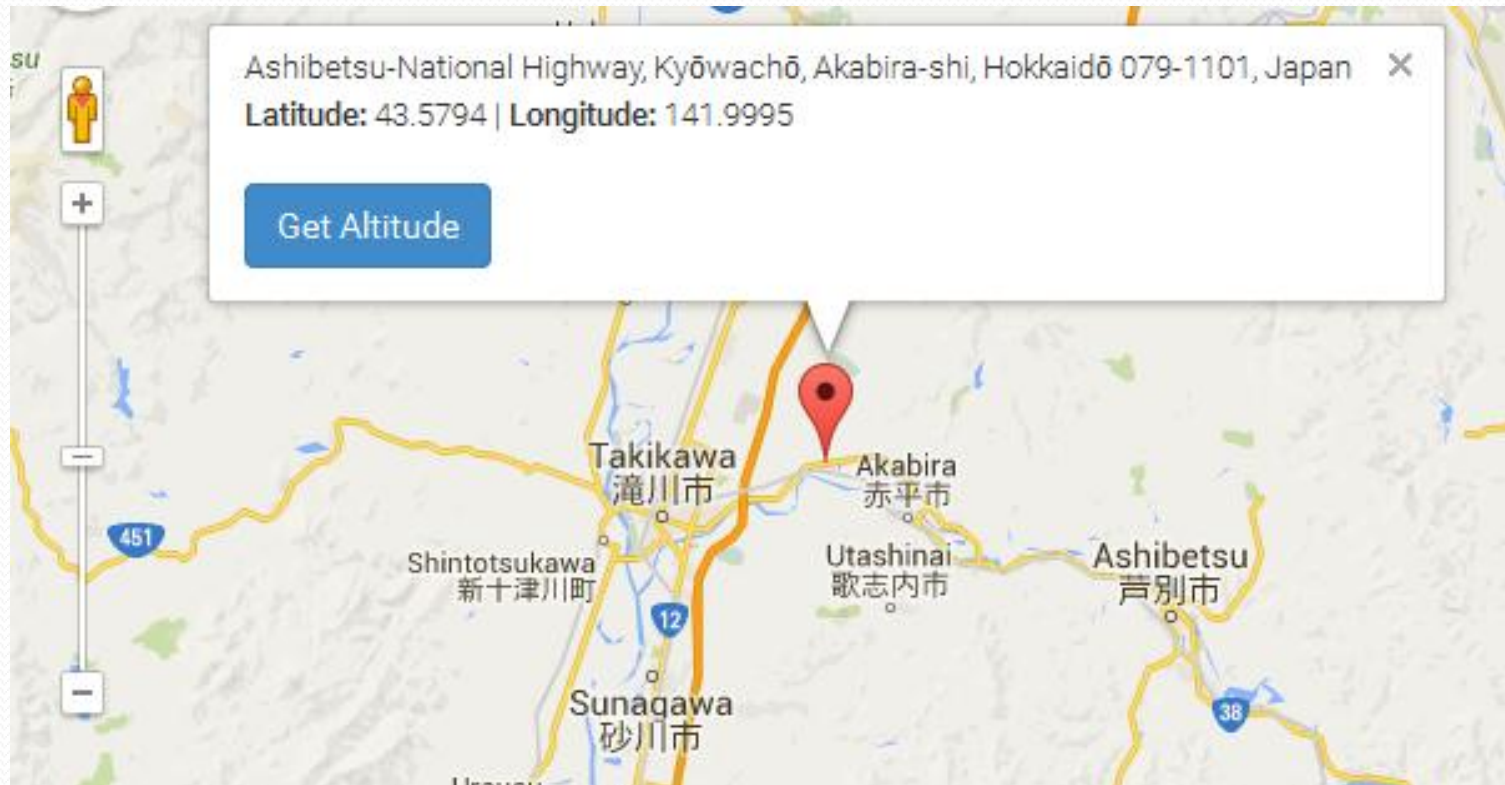 su
Ashibetsu-National Highway, Kyōwachō, Akabira-shi, Hokkaidō 079-1101, Japan ×
Latitude: 43.5794 | Longitude: 141.9995
Get Altitude
+
Takikawa
滝川市
Akabira
赤平市
451
Shintotsukawa
新十津川町
Utashinai
歌志内市
Ashibetsu
芦別市
12
−
Sunagawa
砂川市
38